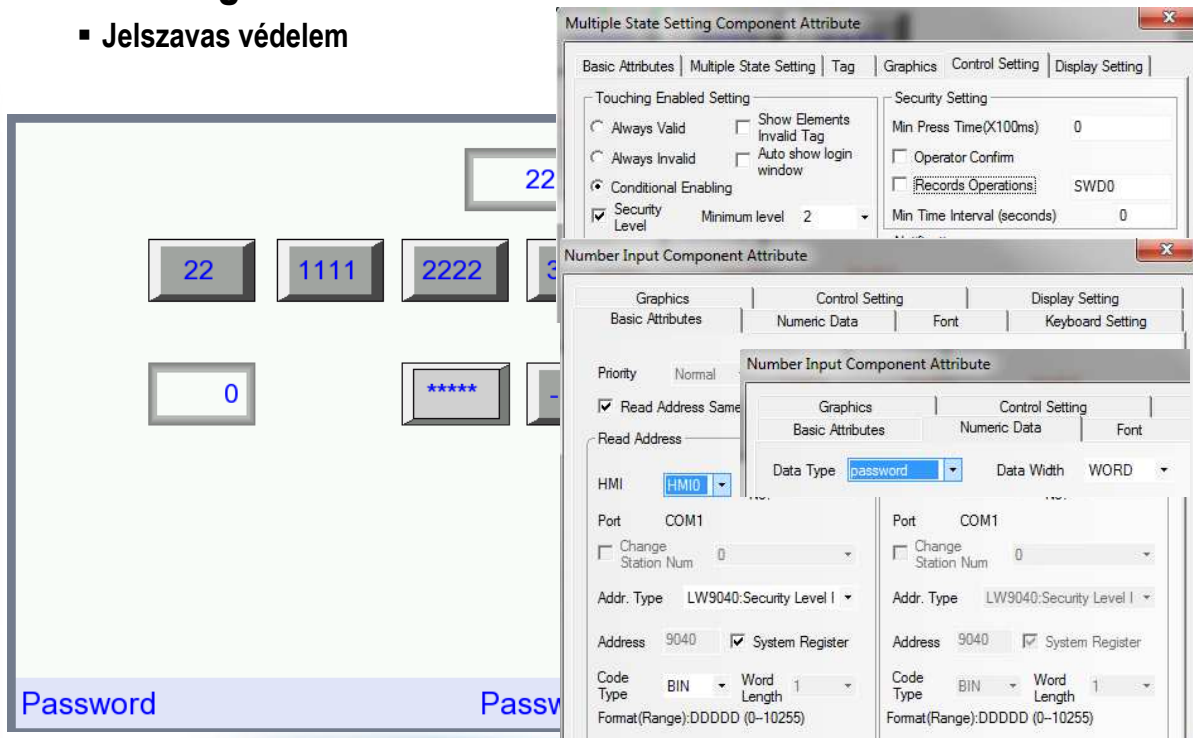 ▪ Jelszavas védelem
22
22 1111 2222
0 *****
Password
Multiple State Setting Component Attribute
Basic Attributes Multiple State Setting Tag Graphics Control Setting Display Setting
Touching Enabled Setting
Always Valid Show Elements
Invalid Tag
Always Invalid Auto show login
window
Conditional Enabling
Security
Level Minimum level 2
Security Setting
Min Press Time(X100ms) 0
Operator Confirm
Records Operations SWD0
Min Time Interval (seconds) 0
Number Input Component Attribute
Graphics Control Setting Display Setting
Basic Attributes Numeric Data Font Keyboard Setting
Priority Normal
Read Address Same
Read Address
HMI HMI0
Number Input Component Attribute
Graphics Control Setting
Basic Attributes Numeric Data Font
Data Type password Data Width WORD
Port COM1
Change
Station Num 0
Addr. Type LW9040:Security Level I
Address 9040 System Register
Code
Type BIN Word
Length 1
Format(Range):DDDDD (0--10255)
Port COM1
Change
Station Num 0
Addr. Type LW9040:Security Level I
Address 9040 System Register
Code
Type BIN Word
Length 1
Format(Range):DDDDD (0--10255)